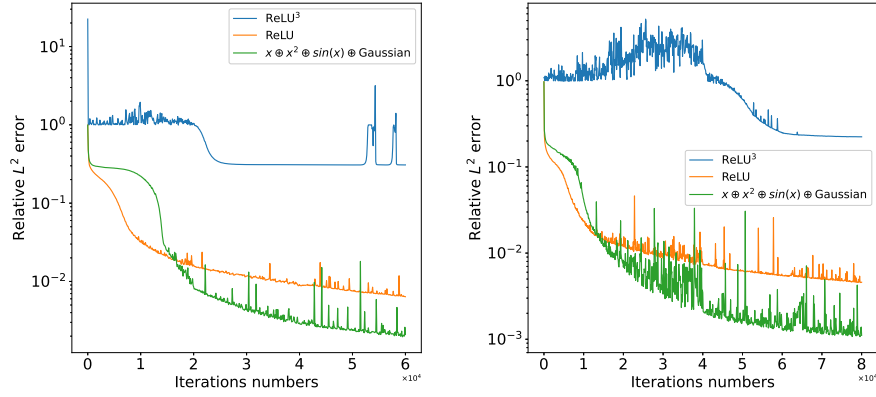 ReLU³
ReLU
x ⊕ x² ⊕ sin(x) ⊕ Gaussian
10¹
10⁰
10⁻¹
10⁻²
Relative L² error
0 1 2 3 4 5 6
×10⁴
Iterations numbers
ReLU³
ReLU
x ⊕ x² ⊕ sin(x) ⊕ Gaussian
10⁰
10⁻¹
10⁻²
10⁻³
Relative L² error
0 1 2 3 4 5 6 7 8
×10⁴
Iterations numbers